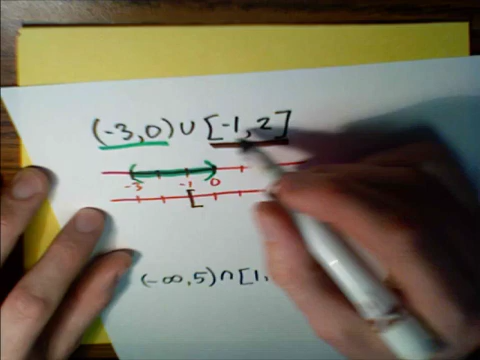 (-3,0)∪[-1,2]
-3 -1 0
[
(-∞,5)∩[1,